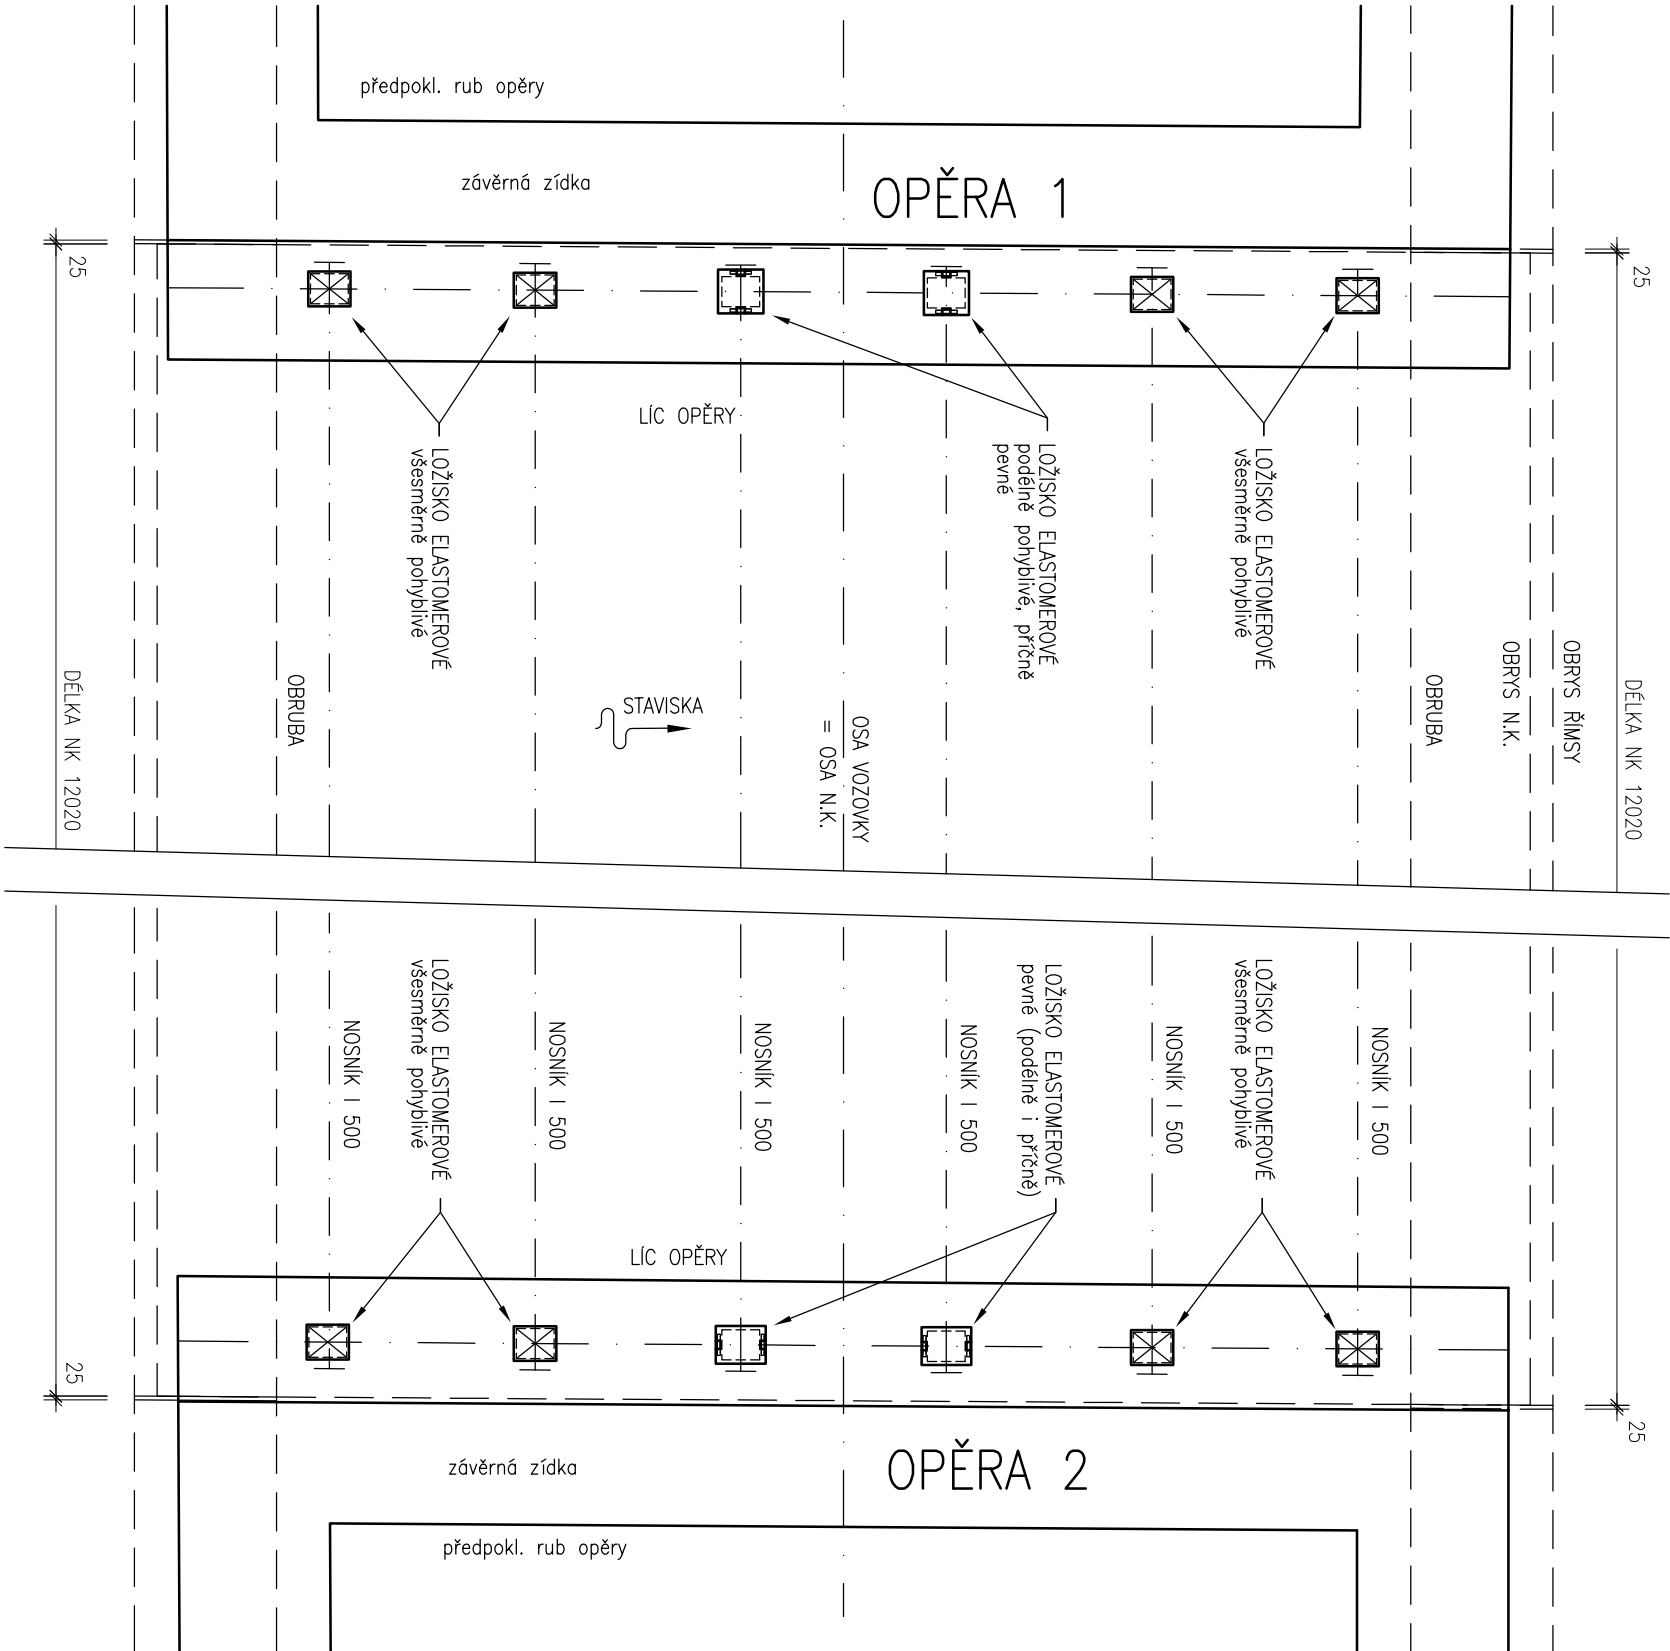 předpokl. rub opěry
závěrná zídka
OPĚRA 1
25
25
LÍC OPĚRY
LOŽISKO ELASTOMEROVÉ
všesměrně pohyblivé
LOŽISKO ELASTOMEROVÉ
podélně pohyblivé, příčně
pevné
LOŽISKO ELASTOMEROVÉ
všesměrně pohyblivé
DÉLKA NK 12020
OBRUBA
STAVISKA
OSA VOZOVKY
= OSA N.K.
OBRUBA
OBRYS N.K.
OBRYS ŘÍMSY
DÉLKA NK 12020
NOSNÍK I 500
LOŽISKO ELASTOMEROVÉ
všesměrně pohyblivé
NOSNÍK I 500
NOSNÍK I 500
NOSNÍK I 500
LOŽISKO ELASTOMEROVÉ
pevné (podélně i příčně)
NOSNÍK I 500
LOŽISKO ELASTOMEROVÉ
všesměrně pohyblivé
NOSNÍK I 500
LÍC OPĚRY
25
25
závěrná zídka
OPĚRA 2
předpokl. rub opěry